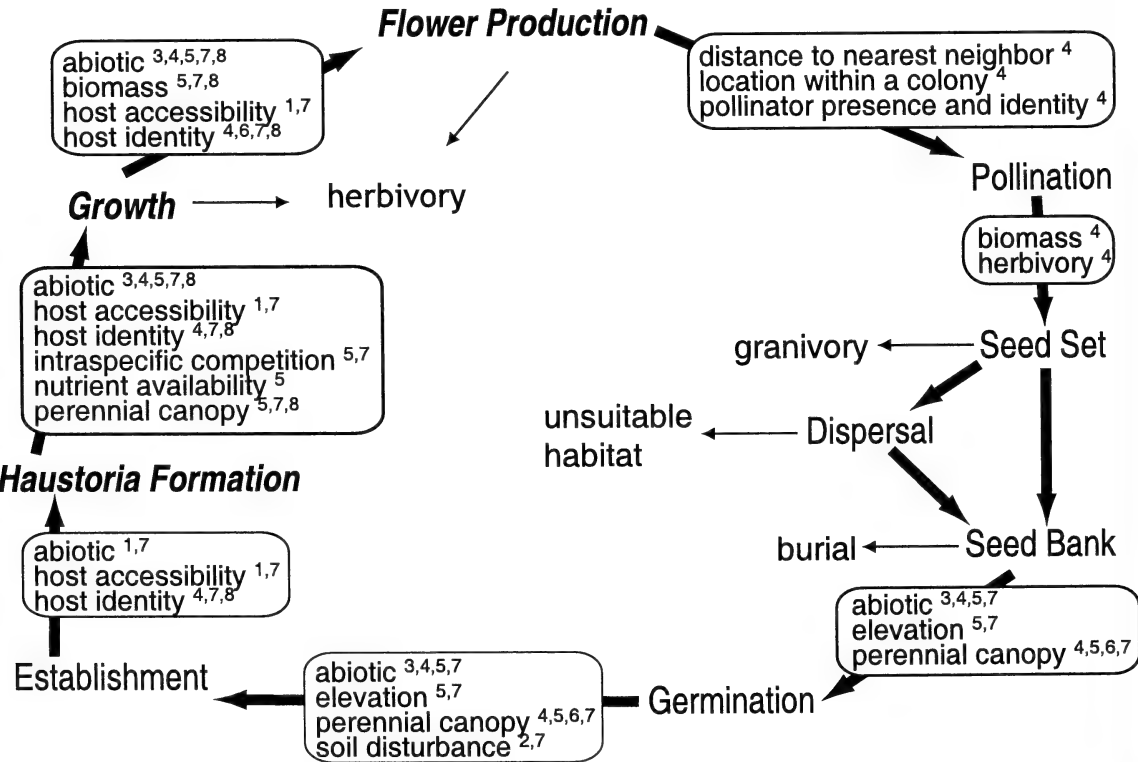 Flower Production
abiotic 3,4,5,7,8
biomass 5,7,8
host accessibility 1,7
host identity 4,6,7,8
distance to nearest neighbor 4
location within a colony 4
pollinator presence and identity 4
Pollination
Growth
herbivory
biomass 4
herbivory 4
abiotic 3,4,5,7,8
host accessibility 1,7
host identity 4,7,8
intraspecific competition 5,7
nutrient availability 5
perennial canopy 5,7,8
granivory
Seed Set
unsuitable
habitat
Dispersal
Haustoria Formation
burial
Seed Bank
abiotic 1,7
host accessibility 1,7
host identity 4,7,8
abiotic 3,4,5,7
elevation 5,7
perennial canopy 4,5,6,7
Establishment
abiotic 3,4,5,7
elevation 5,7
perennial canopy 4,5,6,7
soil disturbance 2,7
Germination